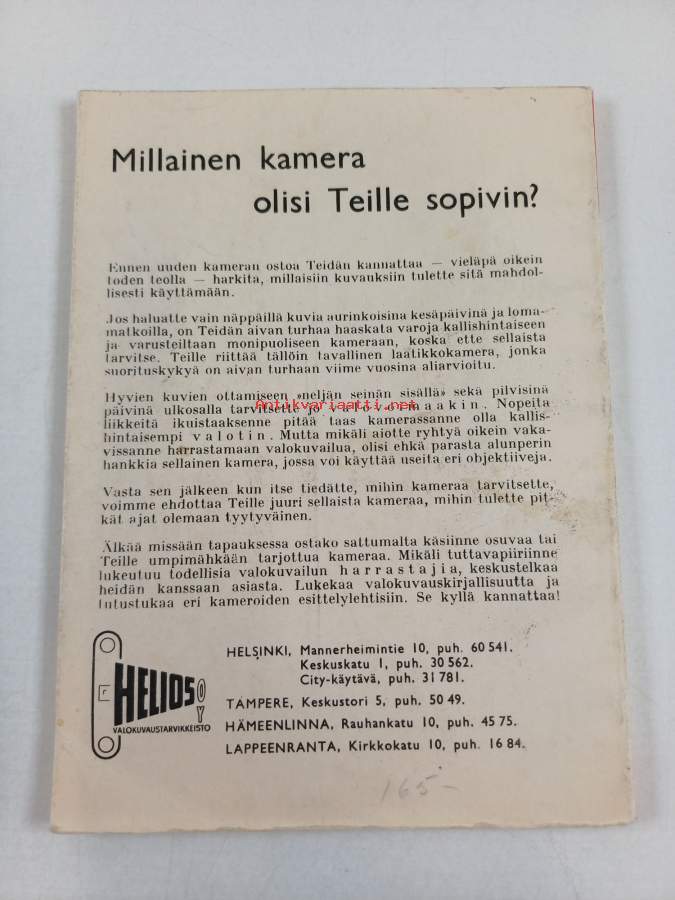 Millainen kamera
olisi Teille sopivin?
Ennen uuden kameran ostoa Teidän kannattaa — vieläpä oikein
toden teolla — harkita, millaisiin kuvauksiin tulette sitä mahdol-
lisesti käyttämään.
Jos haluatte vain näppäillä kuvia aurinkoisina kesäpäivinä ja loma-
matkoilla, on Teidän aivan turhaa haaskata varoja kallishintaiseen
ja varusteiltaan monipuoliseen kameraan, koska ette sellaista
tarvitse. Teille riittää tällöin tavallinen laatikkokamera, jonka
suorituskykyä on aivan turhaan viime vuosina aliarvioitu.
Hyvien kuvien ottamiseen »neljän seinän sisällä» sekä pilvisinä
päivinä ulkosalla tarvitsette jo
Antikvariaatti.net
liikkeitä ikuistaaksenne pitää taas kamerassanne olla kallis-
hintaisempi valotin. Mutta mikäli aiotte ryhtyä oikein vaka-
vissanne harrastamaan valokuvailua, olisi ehkä parasta alunperin
hankkia sellainen kamera, jossa voi käyttää useita eri objektiiveja.
Vasta sen jälkeen kun itse tiedätte, mihin kameraa tarvitsette,
voimme ehdottaa Teille juuri sellaista kameraa, mihin tulette pit-
kät ajat olemaan tyytyväinen.
Älkää missään tapauksessa ostako sattumalta käsiinne osuvaa tai
Teille umpimähkään tarjottua kameraa. Mikäli tuttavapiiriinne
lukeutuu todellisia valokuvailun harrastajia, keskustelkaa
heidän kanssaan asiasta. Lukekaa valokuvauskirjallisuutta ja
tutustukaa eri kameroiden esittelylehtisiin. Se kyllä kannattaa!
HELIOS OY
VALOKUVAUSTARVIKKEISTO
HELSINKI, Mannerheimintie 10, puh. 60 541.
Keskuskatu 1, puh. 30 562.
City-käytävä, puh. 31 781.
TAMPERE, Keskustori 5, puh. 50 49.
HÄMEENLINNA, Rauhankatu 10, puh. 45 75.
LAPPEENRANTA, Kirkkokatu 10, puh. 16 84.
165-